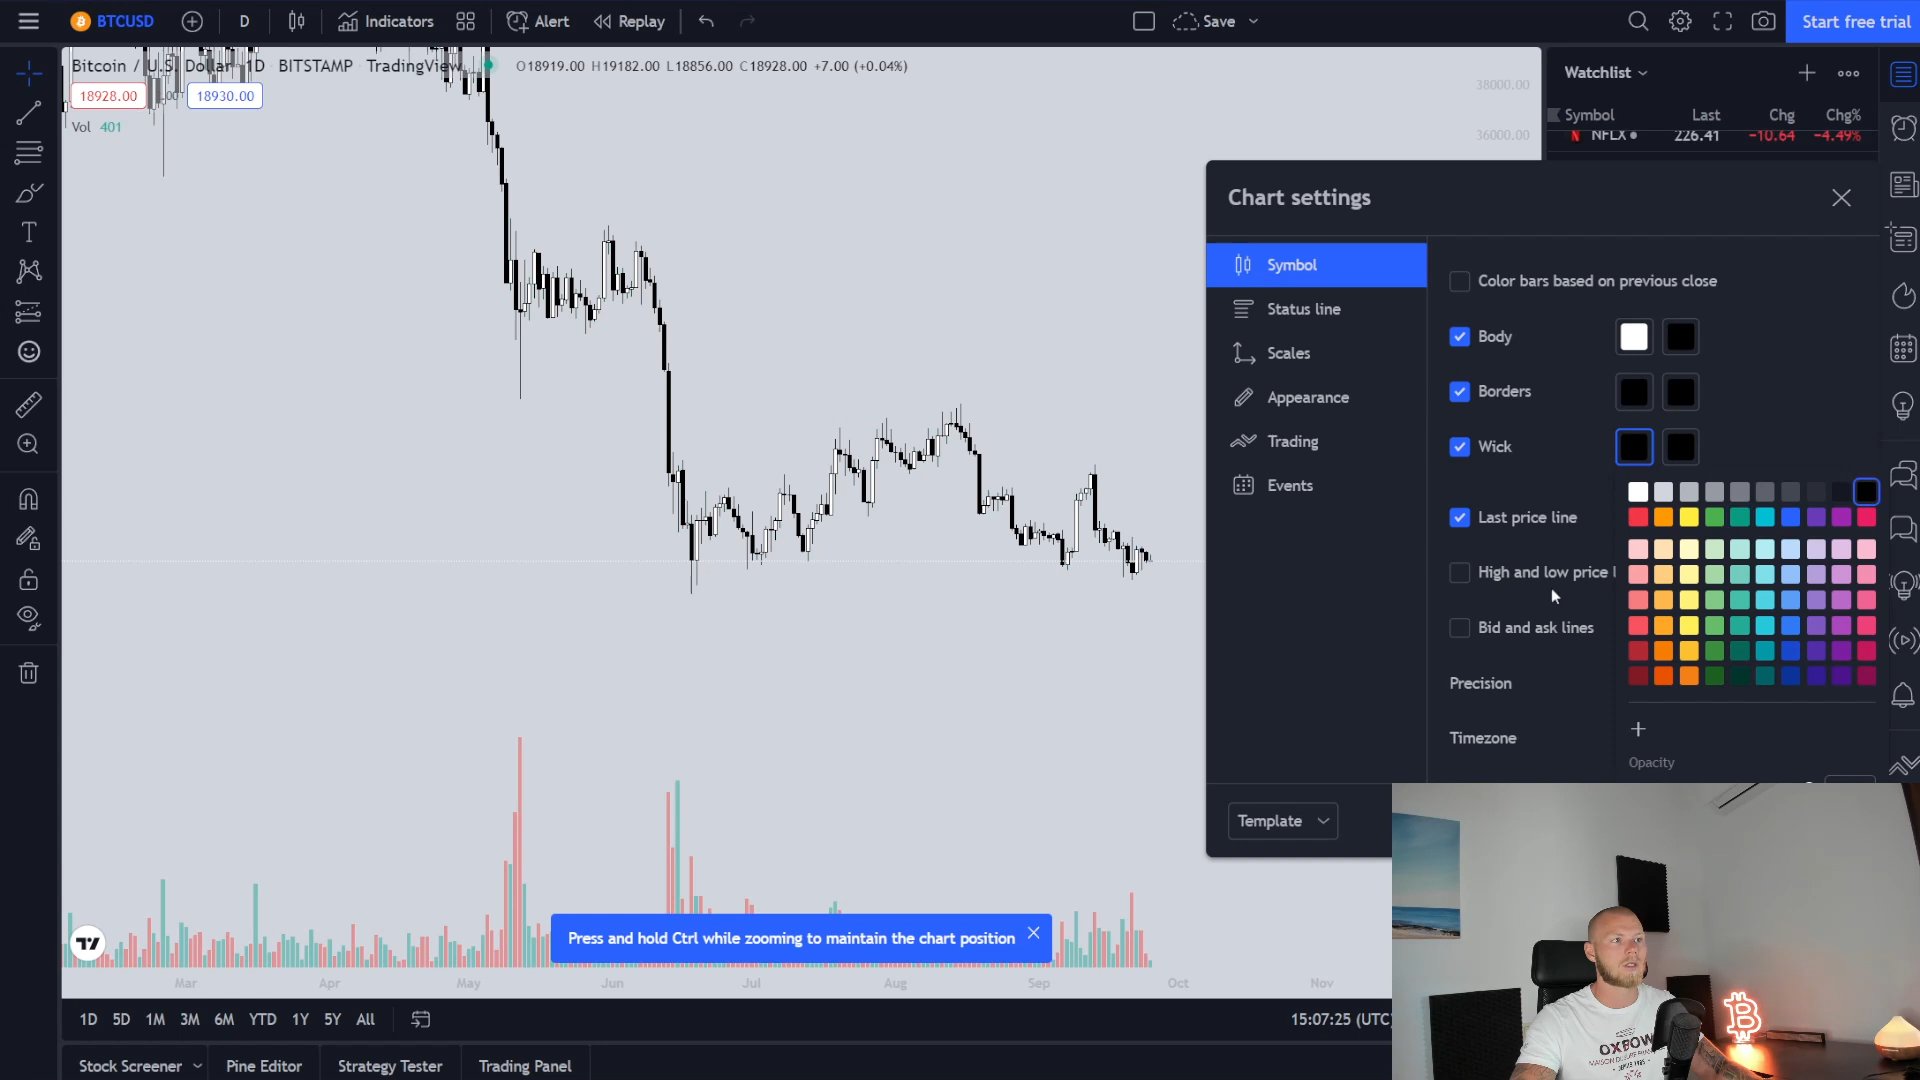 BTCUSD D Indicators Alert Replay Save Start free trial
Bitcoin / U.S. Dollar 1D BITSTAMP TradingView O18919.00 H19182.00 L18856.00 C18928.00 +7.00 (+0.04%)
18928.00 18930.00
Vol 401
38000.00
36000.00
Watchlist
Symbol Last Chg Chg%
NFLX 226.41 −10.64 −4.49%
Chart settings
Symbol
Status line
Scales
Appearance
Trading
Events
Color bars based on previous close
Body
Borders
Wick
Last price line
High and low price l
Bid and ask lines
Precision
Timezone
Opacity
Template
Press and hold Ctrl while zooming to maintain the chart position
Mar Apr May Jun Jul Aug Sep Oct Nov
1D 5D 1M 3M 6M YTD 1Y 5Y All
15:07:25 (UTC)
Stock Screener Pine Editor Strategy Tester Trading Panel
OXBOW